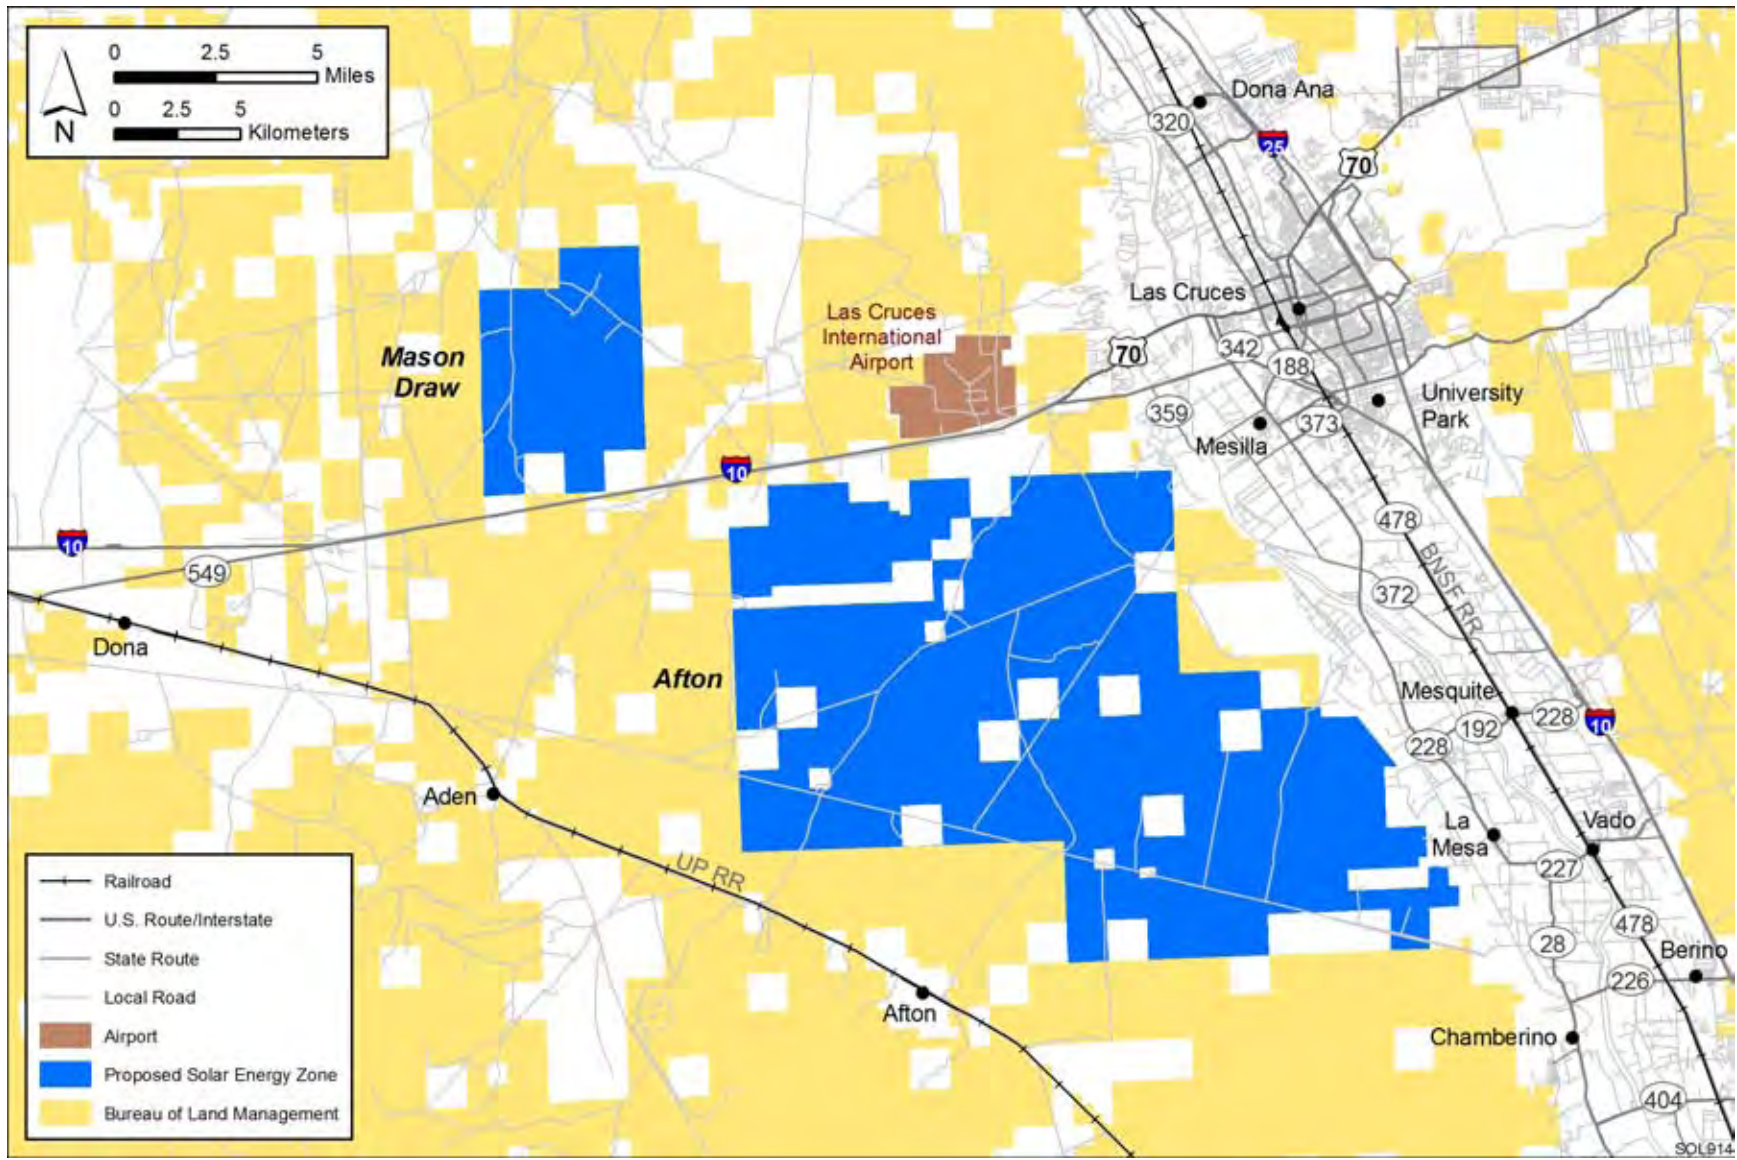 0 2.5 5
Miles
0 2.5 5
Kilometers
N
Dona Ana
320
25
70
Las Cruces
70
342
188
Las Cruces
International
Airport
Mason
Draw
University
Park
359
373
Mesilla
10
478
10
549
BNSF RR
372
Dona
Afton
Mesquite
228
192
10
228
Aden
La
Mesa
Vado
227
UP RR
478
28
Berino
226
Afton
Chamberino
404
Railroad
U.S. Route/Interstate
State Route
Local Road
Airport
Proposed Solar Energy Zone
Bureau of Land Management
SOL914